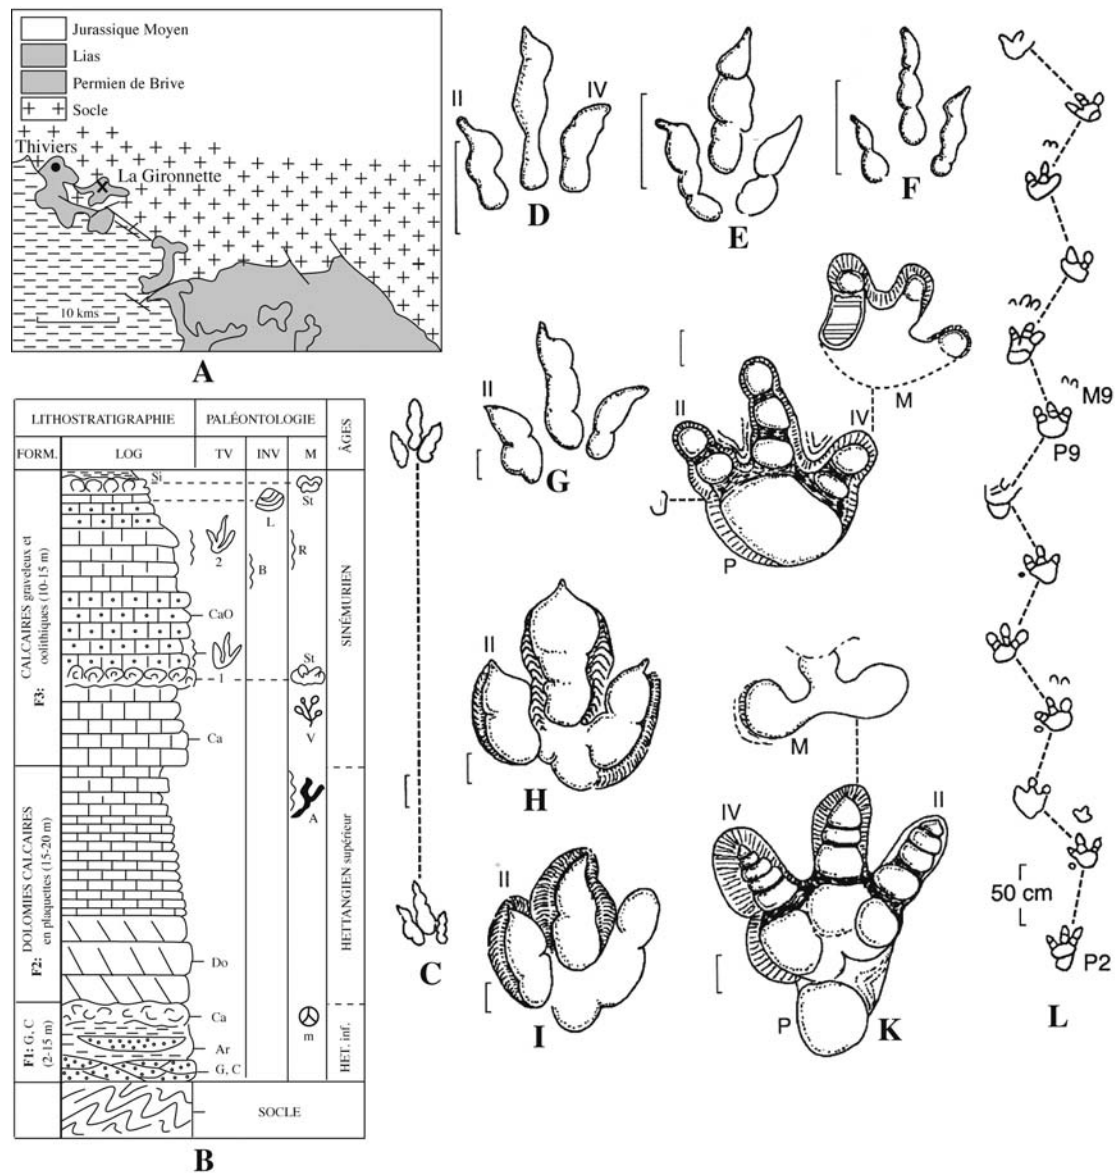 Jurassique Moyen
Lias
Permien de Brive
Socle
Thiviers
La Gironnette
10 kms
A
LITHOSTRATIGRAPHIE
PALÉONTOLOGIE
ÂGES
FORM.
LOG
TV
INV
M
F3: CALCAIRES graveleux et
oolithiques (10-15 m)
F2: DOLOMIES CALCAIRES
en plaquettes (15-20 m)
F1: G, C
(2-15 m)
Si
St
L
2
R
B
CaO
St
1
V
Ca
A
Do
Ca
m
Ar
G, C
SINÉMURIEN
HETTANGIEN supérieur
HET. inf.
SOCLE
B
C
II
IV
D
E
F
II
G
M
II
IV
J
P
II
H
II
I
M
IV
II
P
K
M9
P9
50 cm
P2
L